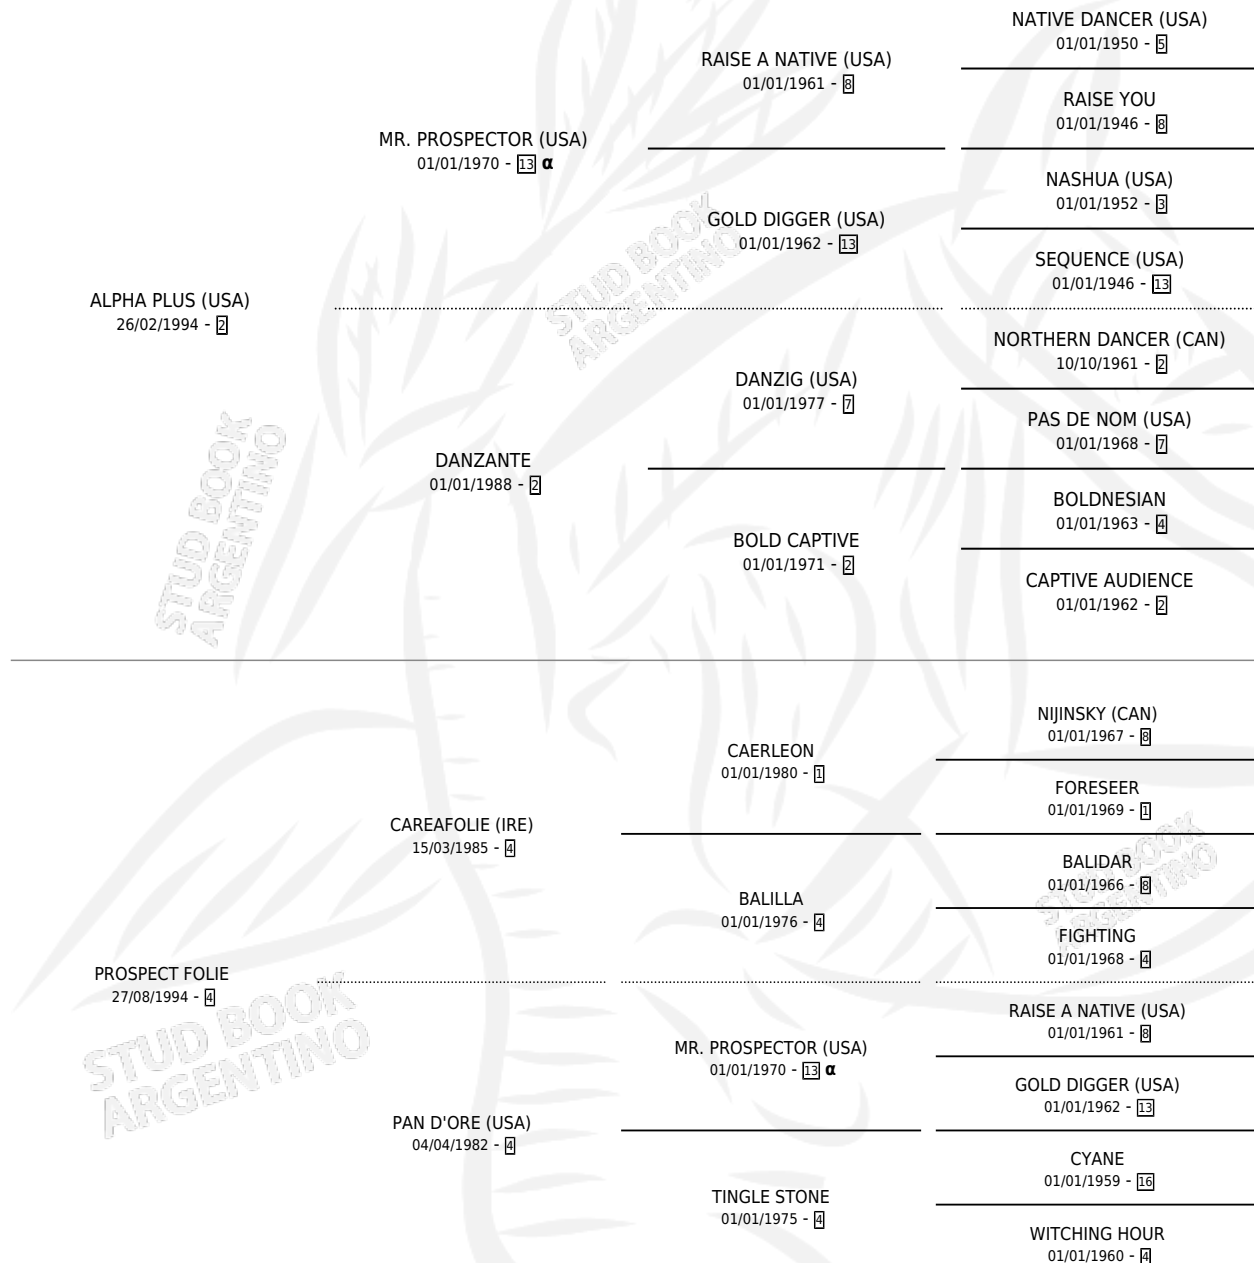 NATIVE DANCER (USA)
01/01/1950 - 5
RAISE A NATIVE (USA)
01/01/1961 - 8
RAISE YOU
01/01/1946 - 8
MR. PROSPECTOR (USA)
01/01/1970 - 13 α
NASHUA (USA)
01/01/1952 - 3
GOLD DIGGER (USA)
01/01/1962 - 13
SEQUENCE (USA)
01/01/1946 - 13
ALPHA PLUS (USA)
26/02/1994 - 2
STUD BOOK
ARGENTINO
NORTHERN DANCER (CAN)
10/10/1961 - 2
DANZIG (USA)
01/01/1977 - 7
PAS DE NOM (USA)
01/01/1968 - 7
DANZANTE
01/01/1988 - 2
BOLDNESIAN
01/01/1963 - 4
BOLD CAPTIVE
01/01/1971 - 2
CAPTIVE AUDIENCE
01/01/1962 - 2
STUD BOOK
ARGENTINO
NIJINSKY (CAN)
01/01/1967 - 8
CAERLEON
01/01/1980 - 1
FORESEER
01/01/1969 - 1
CAREAFOLIE (IRE)
15/03/1985 - 4
BALIDAR
01/01/1966 - 8
BALILLA
01/01/1976 - 4
FIGHTING
01/01/1968 - 4
STUD BOOK
ARGENTINO
PROSPECT FOLIE
27/08/1994 - 4
STUD BOOK
ARGENTINO
RAISE A NATIVE (USA)
01/01/1961 - 8
MR. PROSPECTOR (USA)
01/01/1970 - 13 α
GOLD DIGGER (USA)
01/01/1962 - 13
PAN D'ORE (USA)
04/04/1982 - 4
CYANE
01/01/1959 - 16
TINGLE STONE
01/01/1975 - 4
WITCHING HOUR
01/01/1960 - 4